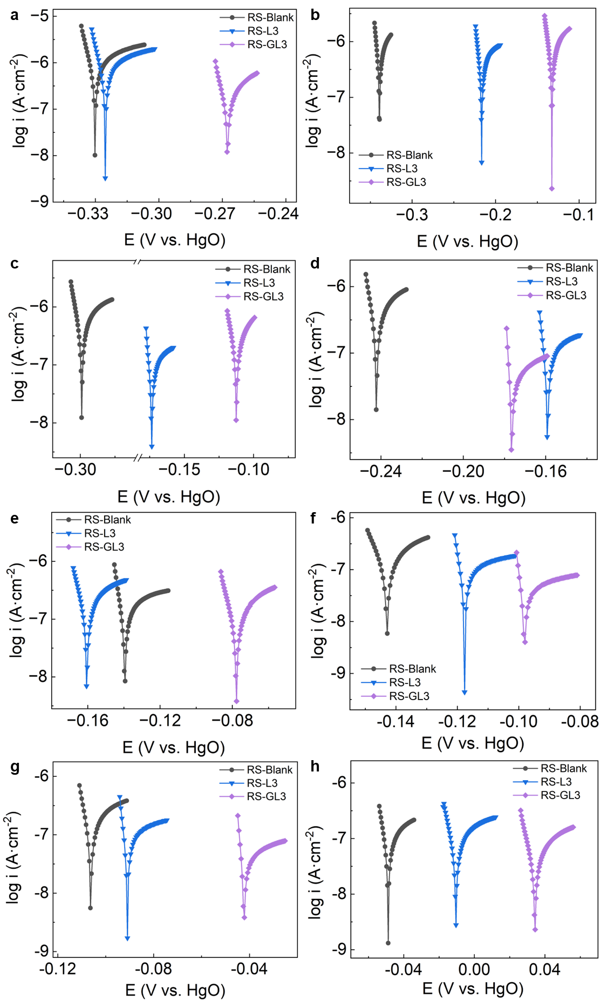 a
−5
−6
−7
−8
−9
log i (A·cm⁻²)
RS-Blank
RS-L3
RS-GL3
−0.33
−0.30
−0.27
−0.24
E (V vs. HgO)
b
−6
−7
−8
log i (A·cm⁻²)
RS-Blank
RS-L3
RS-GL3
−0.3
−0.2
−0.1
E (V vs. HgO)
c
−6
−7
−8
log i (A·cm⁻²)
RS-Blank
RS-L3
RS-GL3
−0.30
−0.15
−0.10
E (V vs. HgO)
d
−6
−7
−8
log i (A·cm⁻²)
RS-Blank
RS-L3
RS-GL3
−0.24
−0.20
−0.16
E (V vs. HgO)
e
−6
−7
−8
log i (A·cm⁻²)
RS-Blank
RS-L3
RS-GL3
−0.16
−0.12
−0.08
E (V vs. HgO)
f
-6
-7
-8
-9
log i (A·cm⁻²)
RS-Blank
RS-L3
RS-GL3
-0.14
-0.12
-0.10
-0.08
E (V vs. HgO)
g
-6
-7
-8
-9
log i (A·cm⁻²)
RS-Blank
RS-L3
RS-GL3
-0.12
-0.08
-0.04
E (V vs. HgO)
h
-6
-7
-8
-9
log i (A·cm⁻²)
RS-Blank
RS-L3
RS-GL3
-0.04
0.00
0.04
E (V vs. HgO)